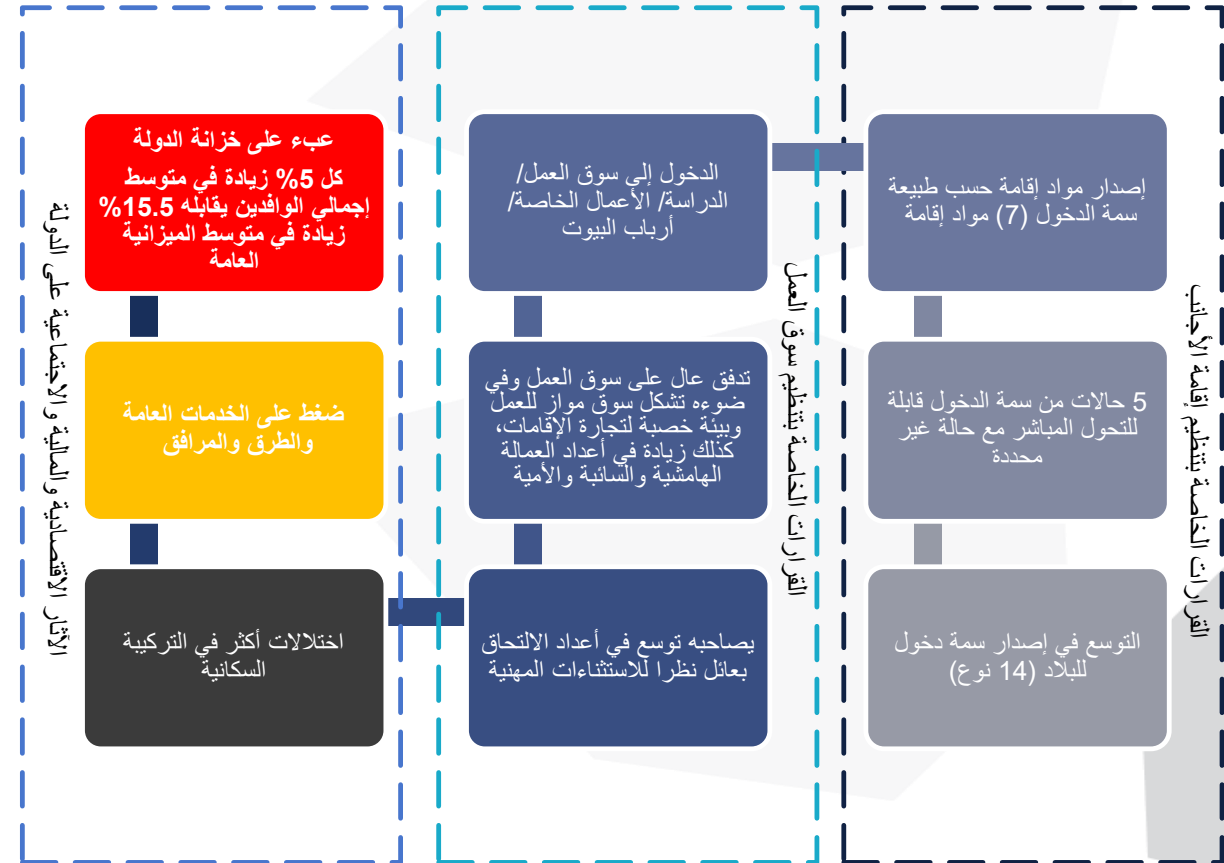 القرارات الخاصة بتنظيم إقامة الأجانب
إصدار مواد إقامة حسب طبيعة
سمة الدخول (7) مواد إقامة
5 حالات من سمة الدخول قابلة
للتحول المباشر مع حالة غير
محددة
التوسع في إصدار سمة دخول
للبلاد (14 نوع)
القرارات الخاصة بتنظيم سوق العمل
الدخول إلى سوق العمل/
الدراسة/ الأعمال الخاصة/
أرباب البيوت
تدفق عال على سوق العمل وفي
ضوءه تشكل سوق مواز للعمل
وبيئة خصبة لتجارة الإقامات،
كذلك زيادة في أعداد العمالة
الهامشية والسائبة والأمية
يصاحبه توسع في أعداد الالتحاق
بعائل نظرا للاستثناءات المهنية
عبء على خزانة الدولة
كل 5% زيادة في متوسط
إجمالي الوافدين يقابله 15.5%
زيادة في متوسط الميزانية
العامة
ضغط على الخدمات العامة
والطرق والمرافق
اختلالات أكثر في التركيبة
السكانية
الآثار الاقتصادية والمالية والاجتماعية على الدولة